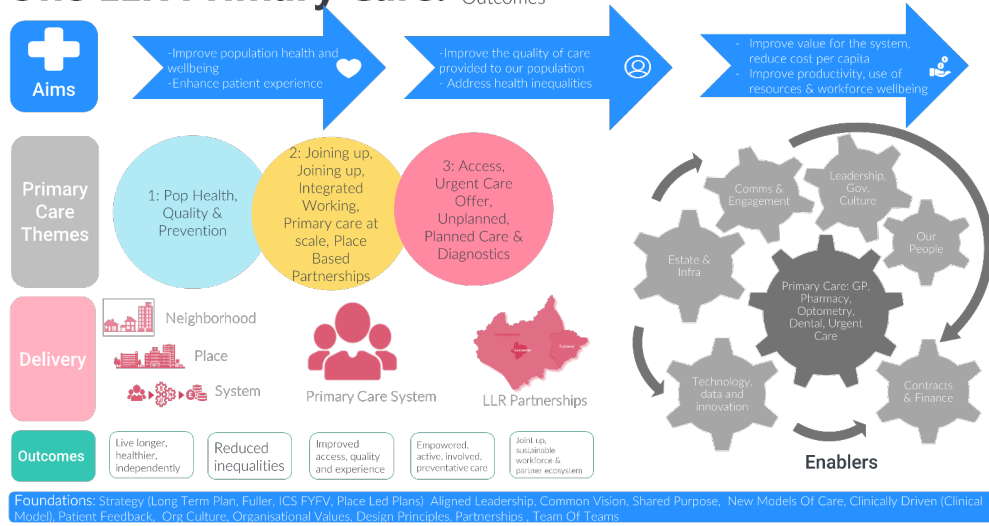 One LLR Primary Care: Outcomes
Aims
-Improve population health and
wellbeing
-Enhance patient experience
-Improve the quality of care
provided to our population
- Address health inequalities
- Improve value for the system,
reduce cost per capita
- Improve productivity, use of
resources & workforce wellbeing
Primary
Care
Themes
1: Pop Health,
Quality &
Prevention
2: Joining up,
Joining up,
Integrated
Working,
Primary care at
scale, Place
Based
Partnerships
3: Access,
Urgent Care
Offer,
Unplanned,
Planned Care &
Diagnostics
Comms &
Engagement
Leadership,
Gov,
Culture
Our
People
Estate &
Infra
Primary Care: GP,
Pharmacy,
Optometry,
Dental, Urgent
Care
Technology,
data and
innovation
Contracts
& Finance
Enablers
Delivery
Neighborhood
Place
System
Primary Care System
Rutland
LLR Partnerships
Outcomes
Live longer,
healthier,
independently
Reduced
inequalities
Improved
access, quality
and experience
Empowered,
active, involved,
preventative care
Joint up,
sustainable
workforce &
partner ecosystem
Foundations: Strategy (Long Term Plan, Fuller, ICS FYFV, Place Led Plans) Aligned Leadership, Common Vision, Shared Purpose, New Models Of Care, Clinically Driven (Clinical
Model), Patient Feedback, Org Culture, Organisational Values, Design Principles, Partnerships , Team Of Teams